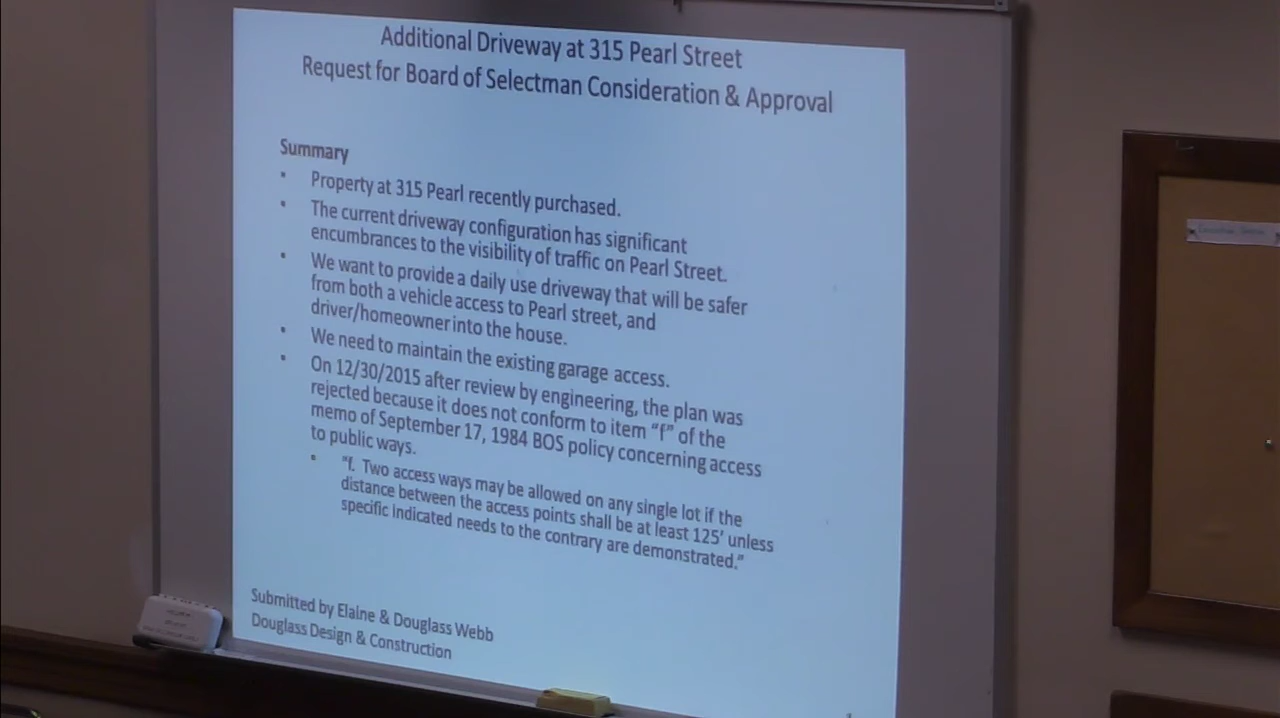 Additional Driveway at 315 Pearl Street
Request for Board of Selectman Consideration & Approval
Summary
• Property at 315 Pearl recently purchased.
• The current driveway configuration has significant
encumbrances to the visibility of traffic on Pearl Street.
• We want to provide a daily use driveway that will be safer
from both a vehicle access to Pearl street, and
driver/homeowner into the house.
• We need to maintain the existing garage access.
• On 12/30/2015 after review by engineering, the plan was
rejected because it does not conform to item “f” of the
memo of September 17, 1984 BOS policy concerning access
to public ways.
• “f. Two access ways may be allowed on any single lot if the
distance between the access points shall be at least 125’ unless
specific indicated needs to the contrary are demonstrated.”
Submitted by Elaine & Douglass Webb
Douglass Design & Construction